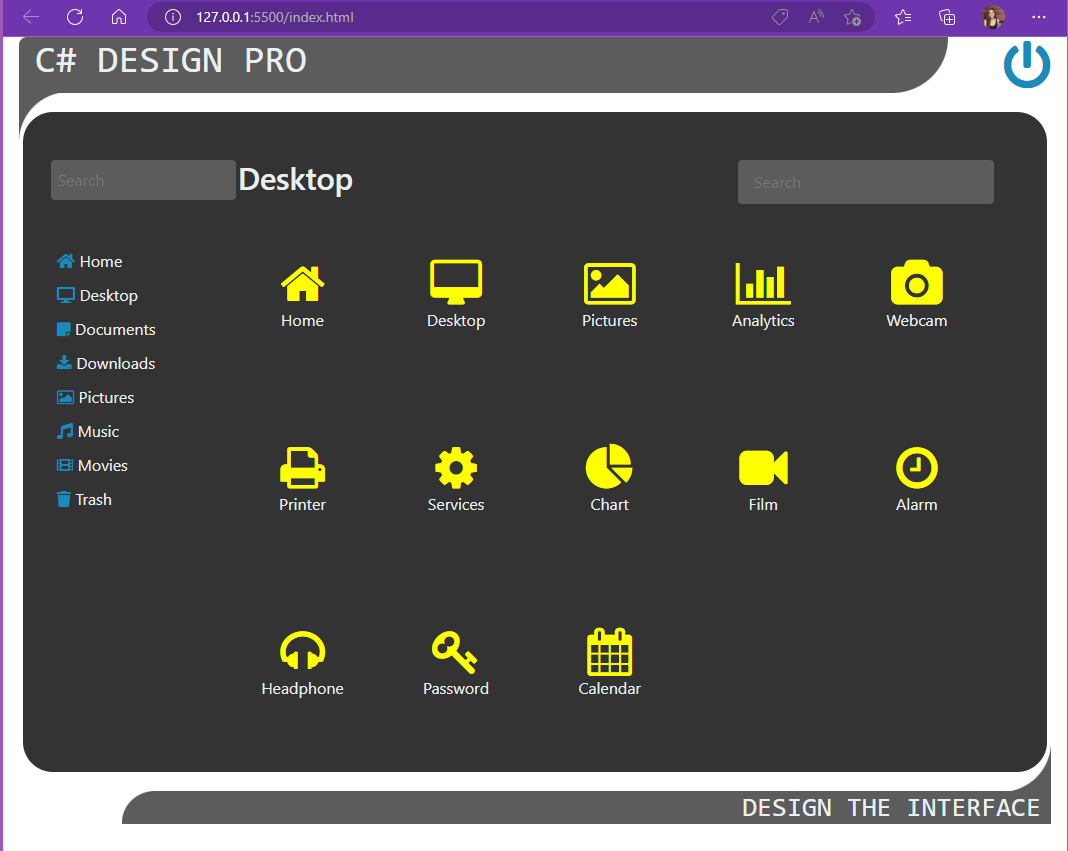 127.0.0.1:5500/index.html
C# DESIGN PRO
Search
Desktop
Search
Home
Desktop
Documents
Downloads
Pictures
Music
Movies
Trash
Home Desktop Pictures Analytics Webcam
Printer Services Chart Film Alarm
Headphone Password Calendar
DESIGN THE INTERFACE